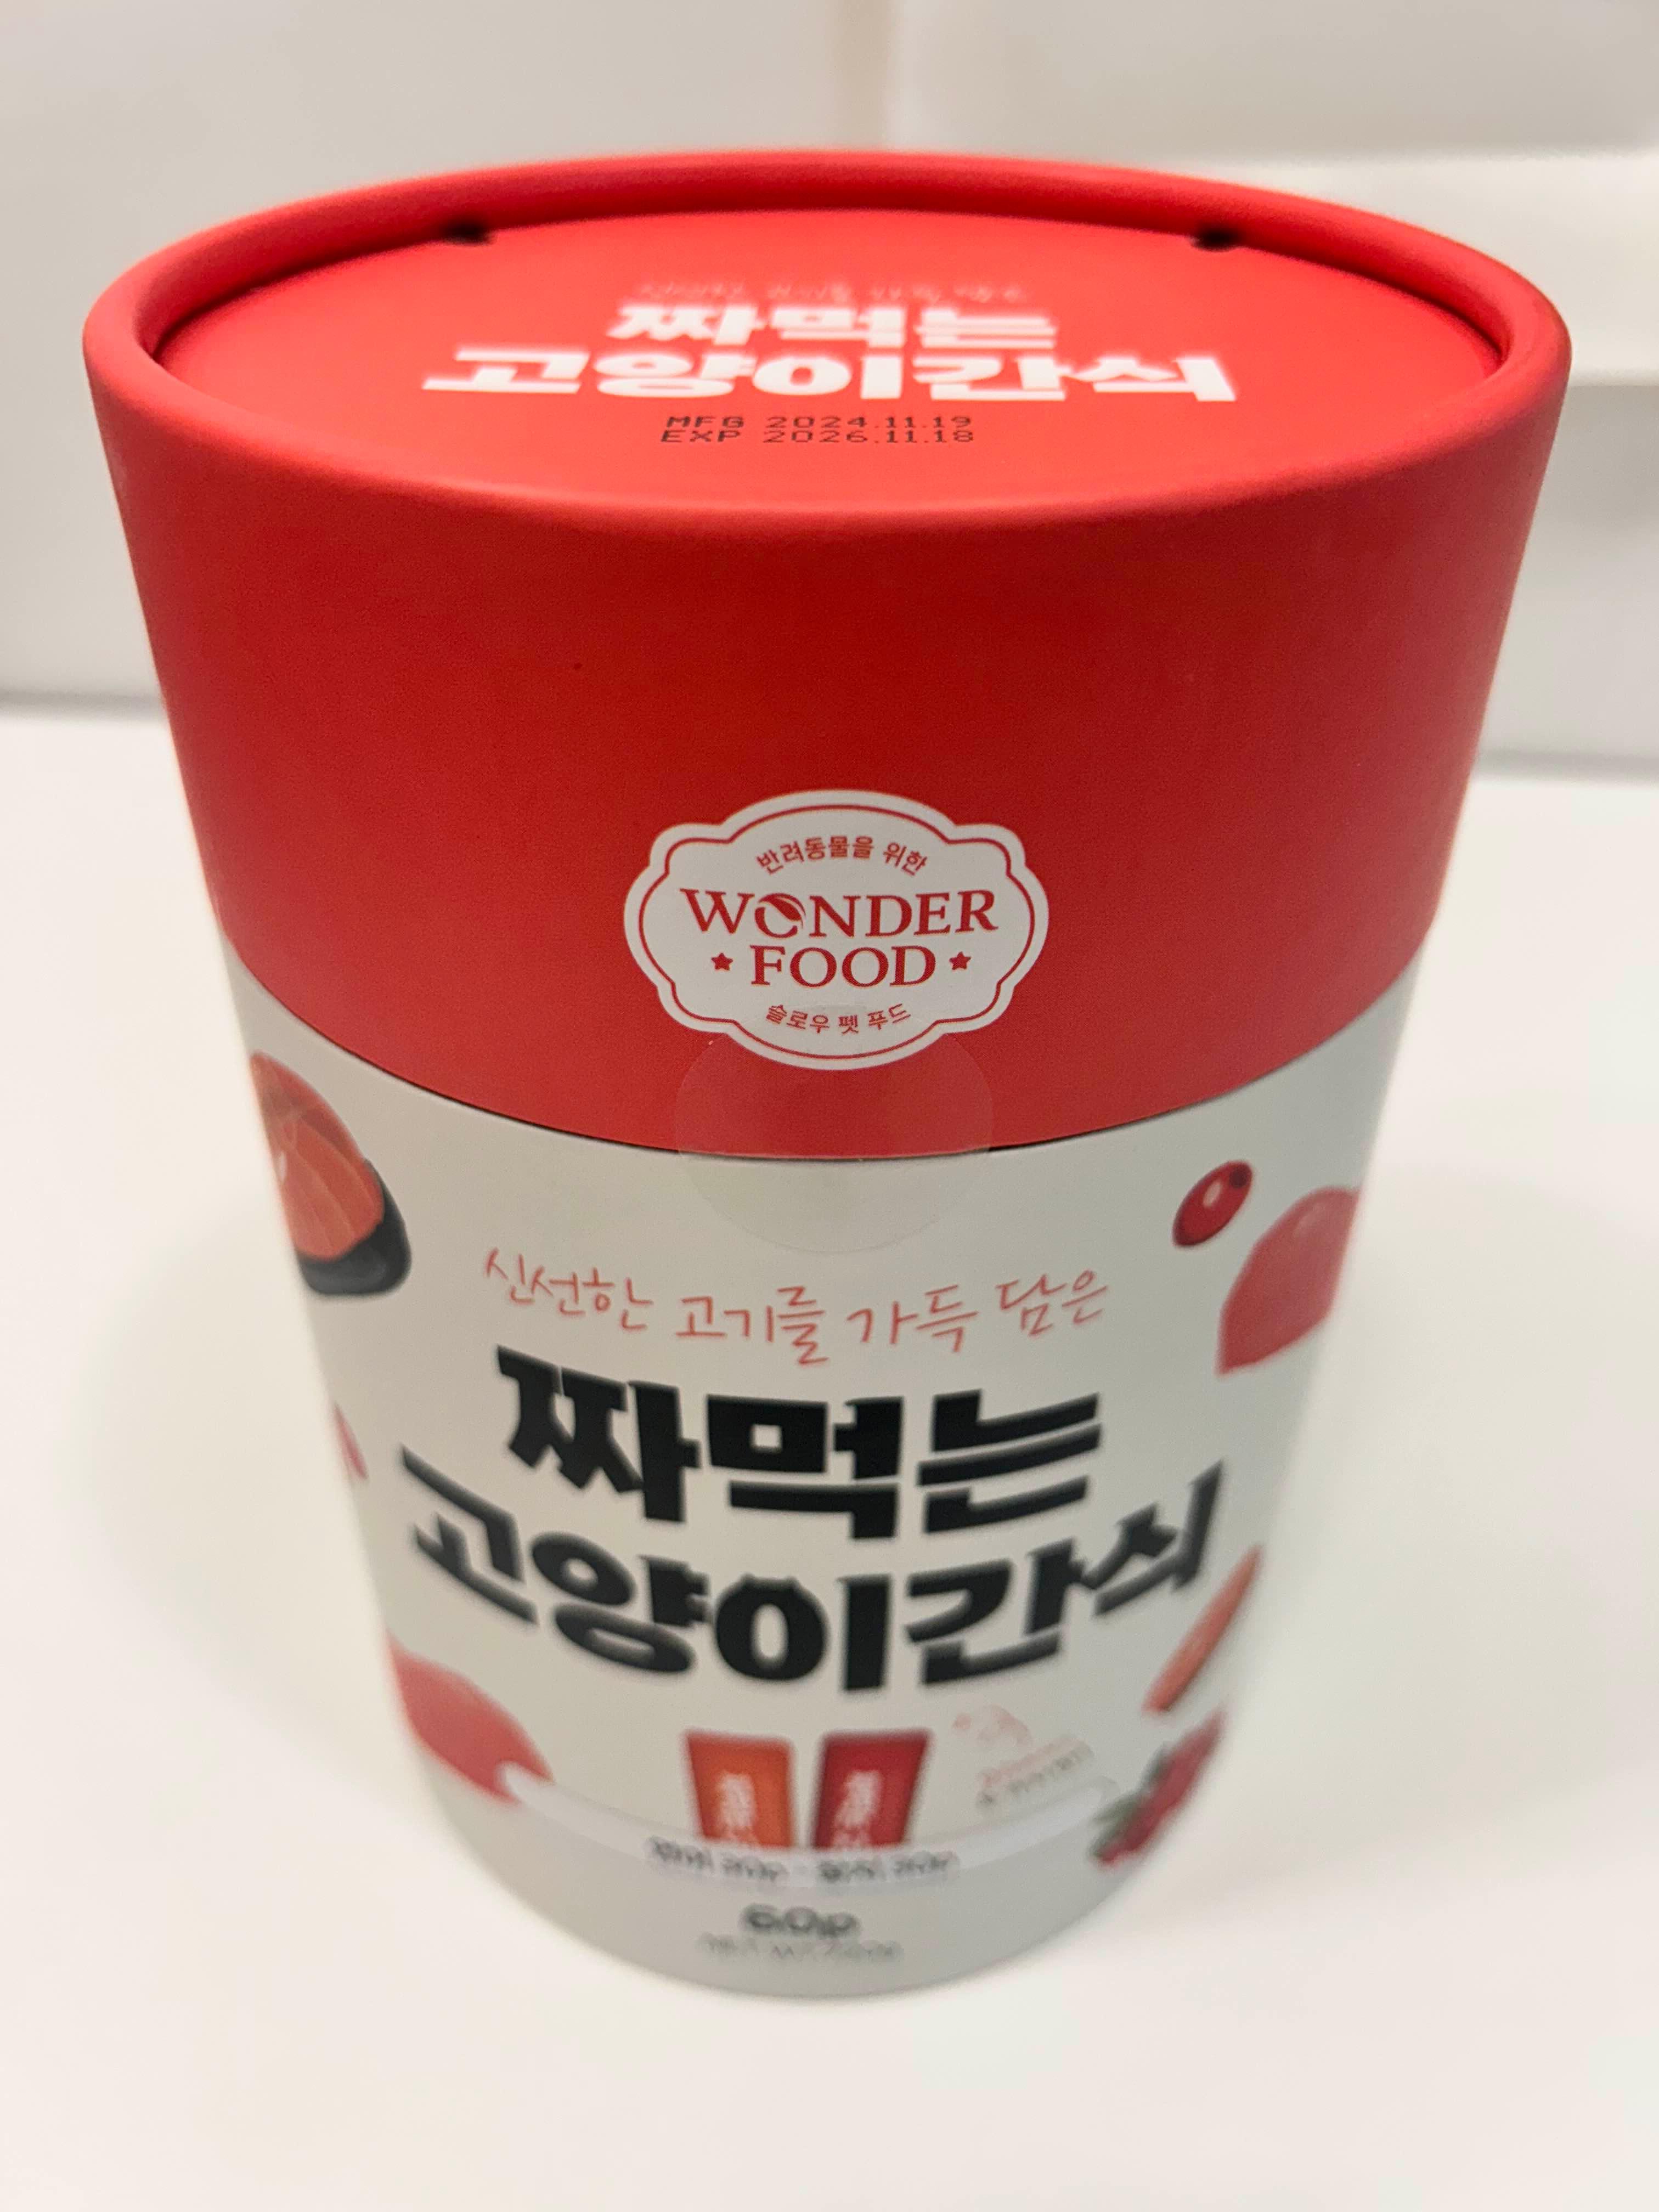 짜먹는
고양이간식
MFG 2024.11.19
EXP 2026.11.18
반려동물을 위한
WONDER
FOOD
슬로우 펫 푸드
신선한 고기를 가득 담은
짜먹는
고양이간식
60p